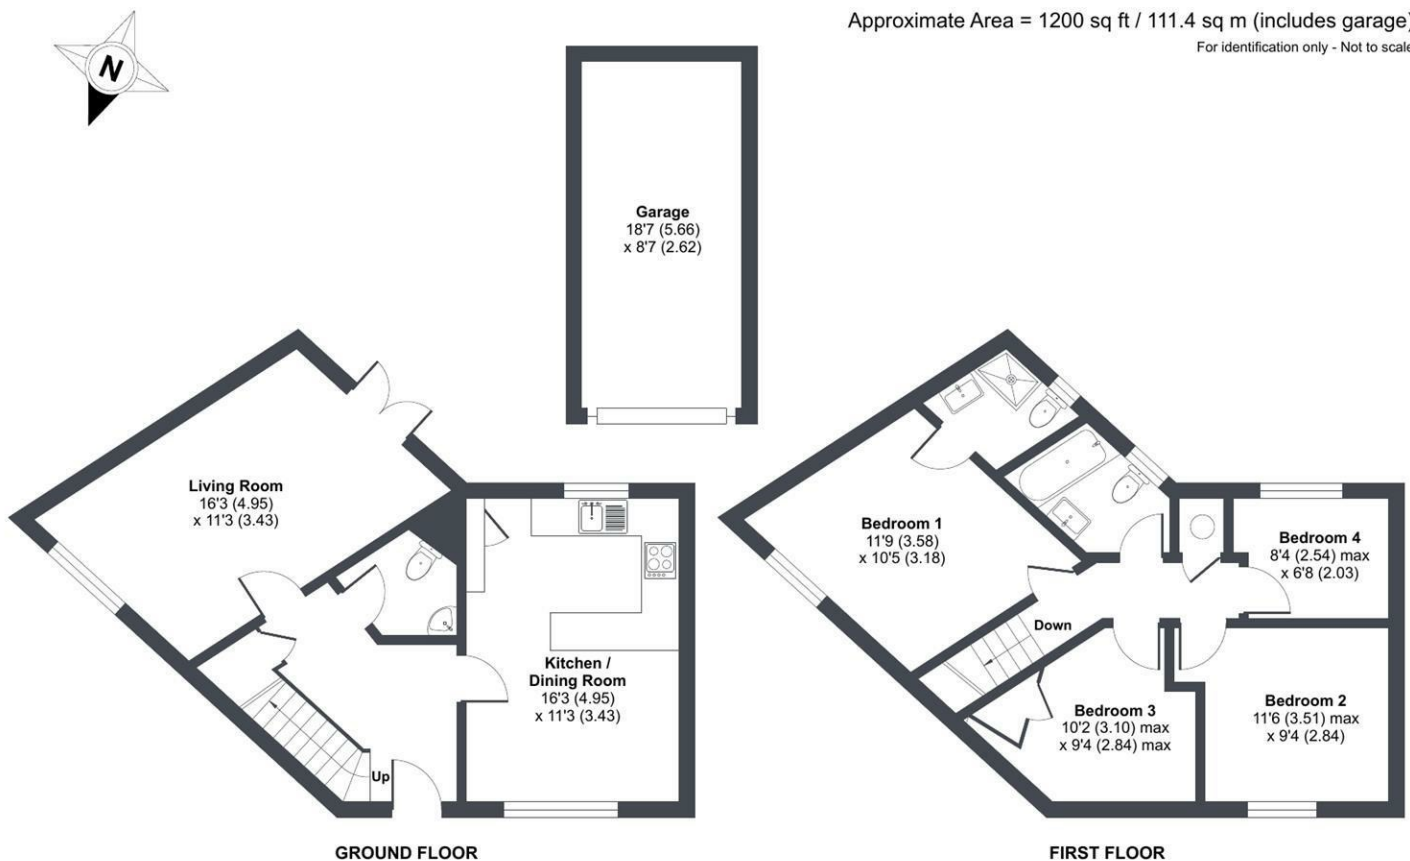 Approximate Area = 1200 sq ft / 111.4 sq m (includes garage)
For identification only - Not to scale
N
Garage
18'7 (5.66)
x 8'7 (2.62)
Living Room
16'3 (4.95)
x 11'3 (3.43)
Kitchen /
Dining Room
16'3 (4.95)
x 11'3 (3.43)
Up
GROUND FLOOR
Bedroom 1
11'9 (3.58)
x 10'5 (3.18)
Bedroom 4
8'4 (2.54) max
x 6'8 (2.03)
Down
Bedroom 3
10'2 (3.10) max
x 9'4 (2.84) max
Bedroom 2
11'6 (3.51) max
x 9'4 (2.84)
FIRST FLOOR